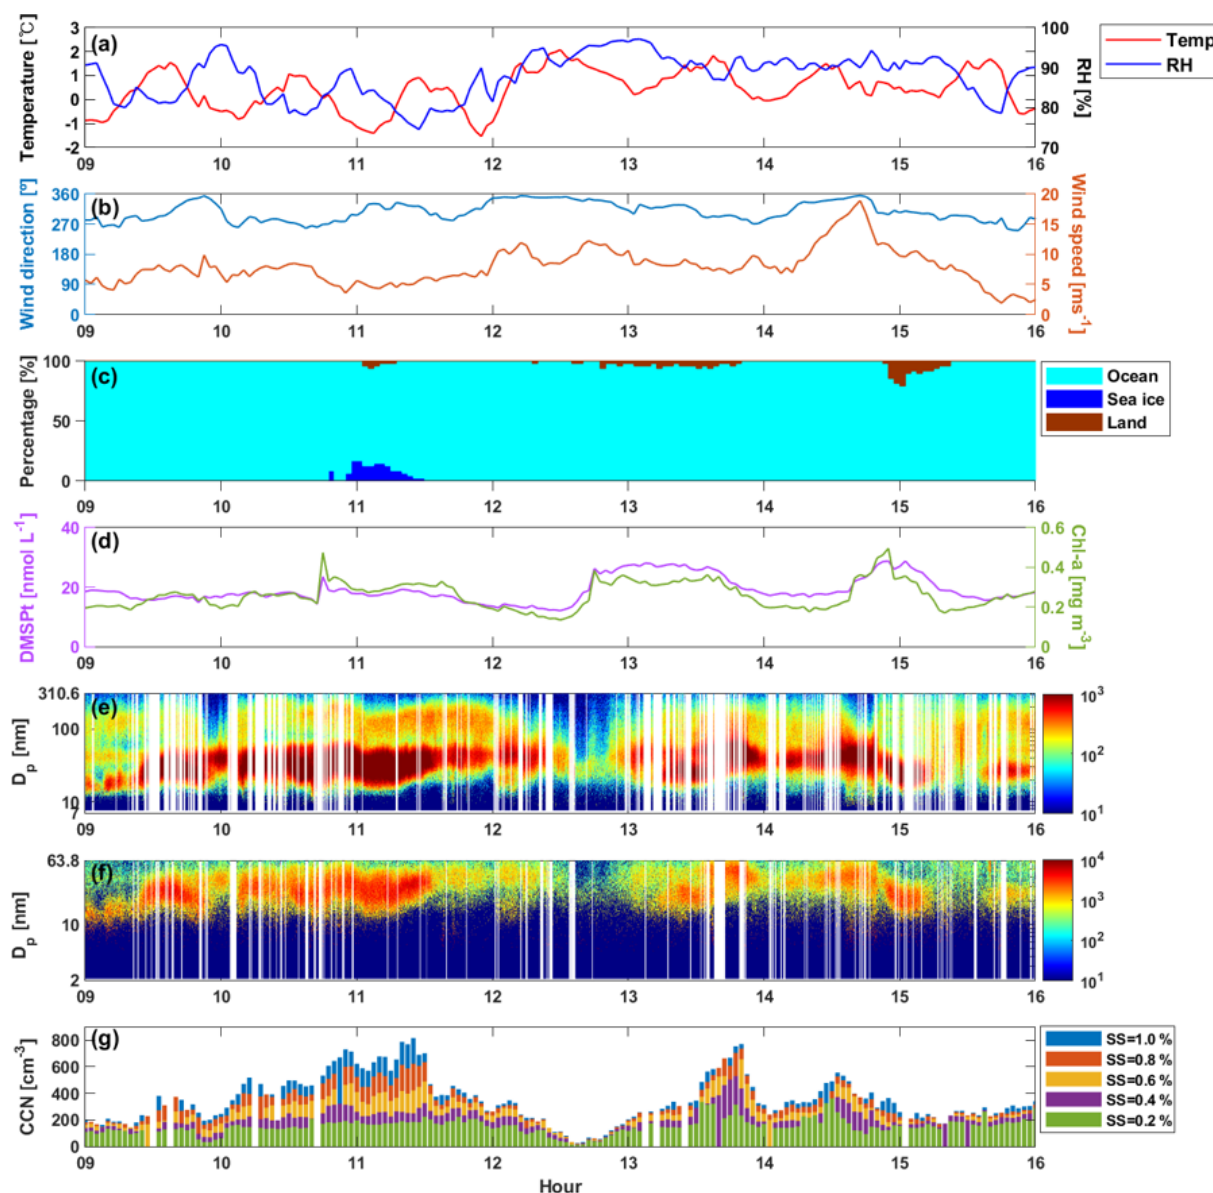 (a)
Temperature [℃]
3
2
1
0
-1
-2
100
90
80
70
RH [%]
Temp
RH
09 10 11 12 13 14 15 16
(b)
Wind direction [º]
360
270
180
90
0
20
15
10
5
0
Wind speed [ms⁻¹]
09 10 11 12 13 14 15 16
(c)
Percentage [%]
100
50
0
Ocean
Sea ice
Land
09 10 11 12 13 14 15 16
(d)
DMSPt [nmol L⁻¹]
40
20
0
0.6
0.4
0.2
0
Chl-a [mg m⁻³]
09 10 11 12 13 14 15 16
(e)
Dₚ [nm]
310.6
100
10
7
10³
10²
10¹
09 10 11 12 13 14 15 16
(f)
Dₚ [nm]
63.8
10
2
10⁴
10³
10²
10¹
09 10 11 12 13 14 15 16
(g)
CCN [cm⁻³]
800
600
400
200
0
SS=1.0 %
SS=0.8 %
SS=0.6 %
SS=0.4 %
SS=0.2 %
09 10 11 12 13 14 15 16
Hour